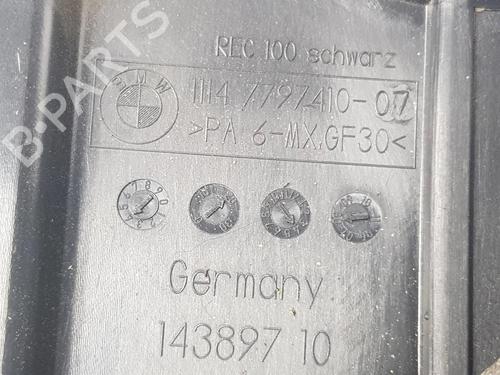 REC 100 schwarz
BMW
1114 7797410-07
>PA 6-MX.GF30<
Germany
143897 10
B-PARTS